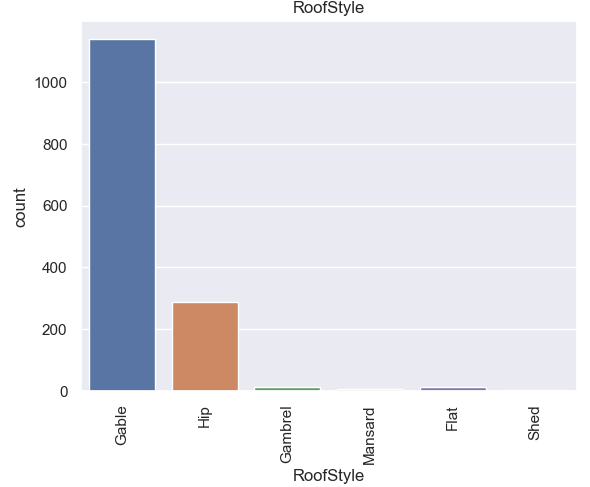 RoofStyle
1000
800
600
400
200
0
count
Gable
Hip
Gambrel
Mansard
Flat
Shed
RoofStyle